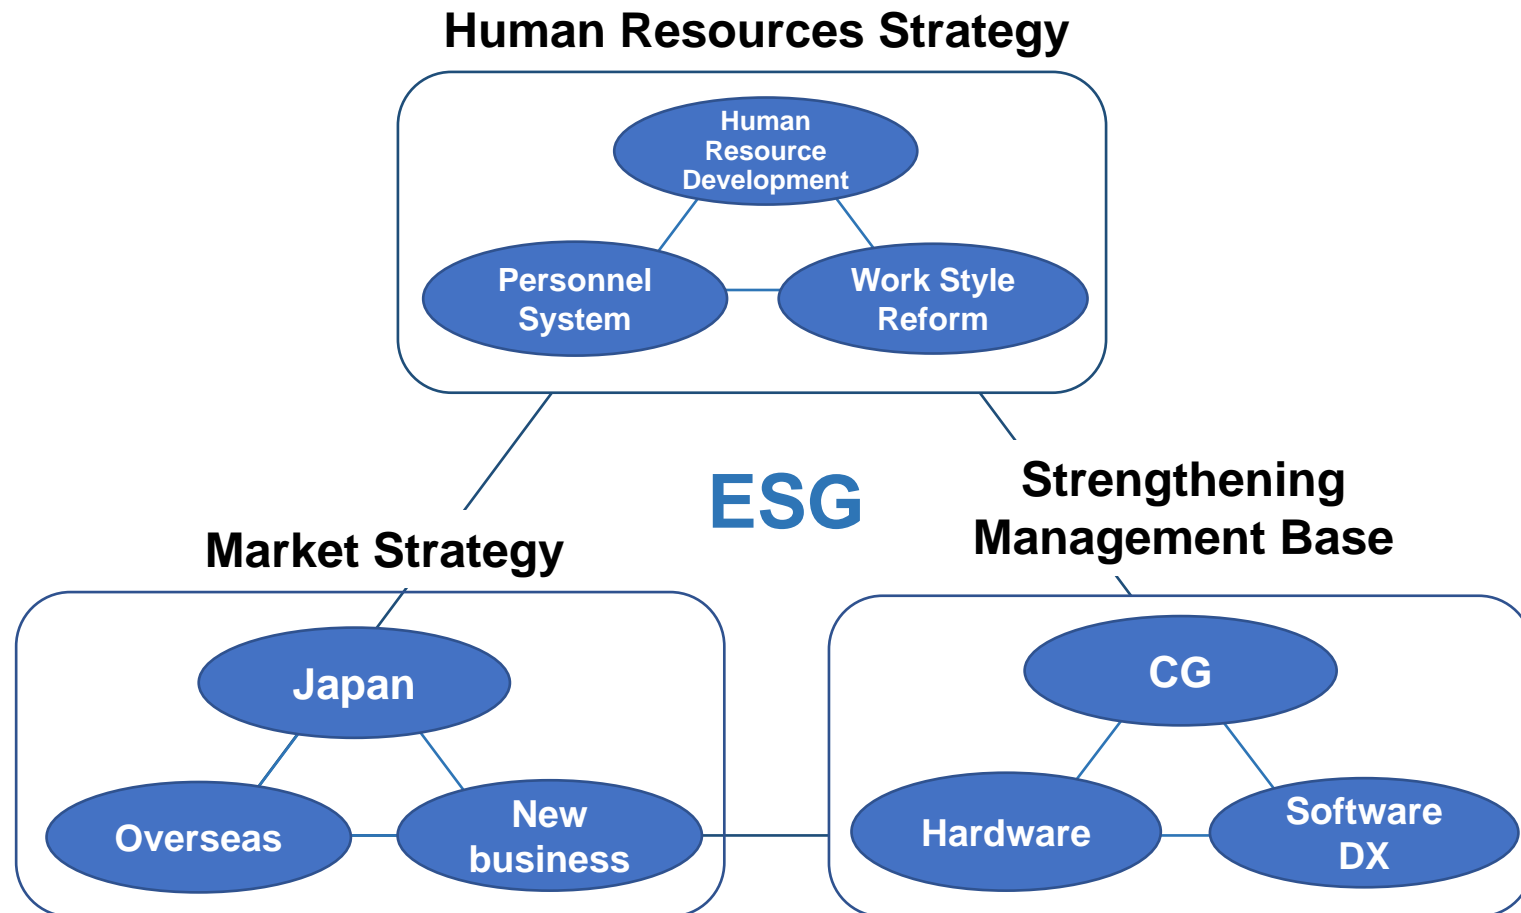 Human Resources Strategy
Human
Resource
Development
Personnel
System
Work Style
Reform
ESG
Market Strategy
Strengthening
Management Base
Japan
Overseas
New
business
CG
Hardware
Software
DX